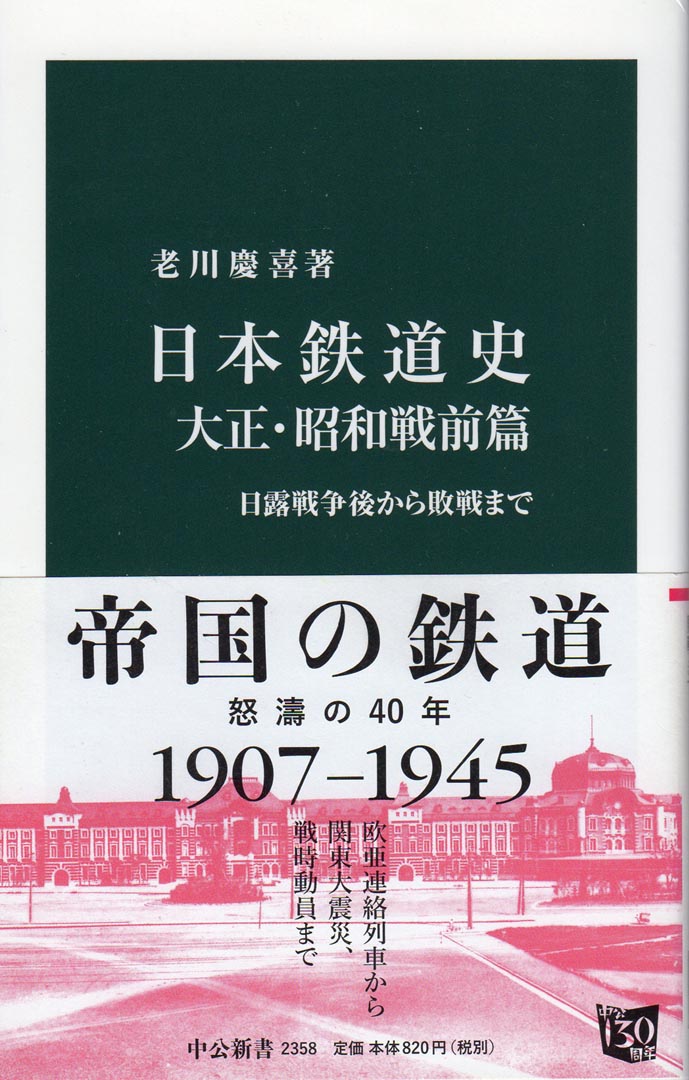 老川慶喜著
日本鉄道史
大正・昭和戦前篇
日露戦争後から敗戦まで
帝国の鉄道
怒濤の40年
1907–1945
欧亜連絡列車から
関東大震災、
戦時動員まで
中公新書 2358 定価 本体820円(税別)
中公
130
周年